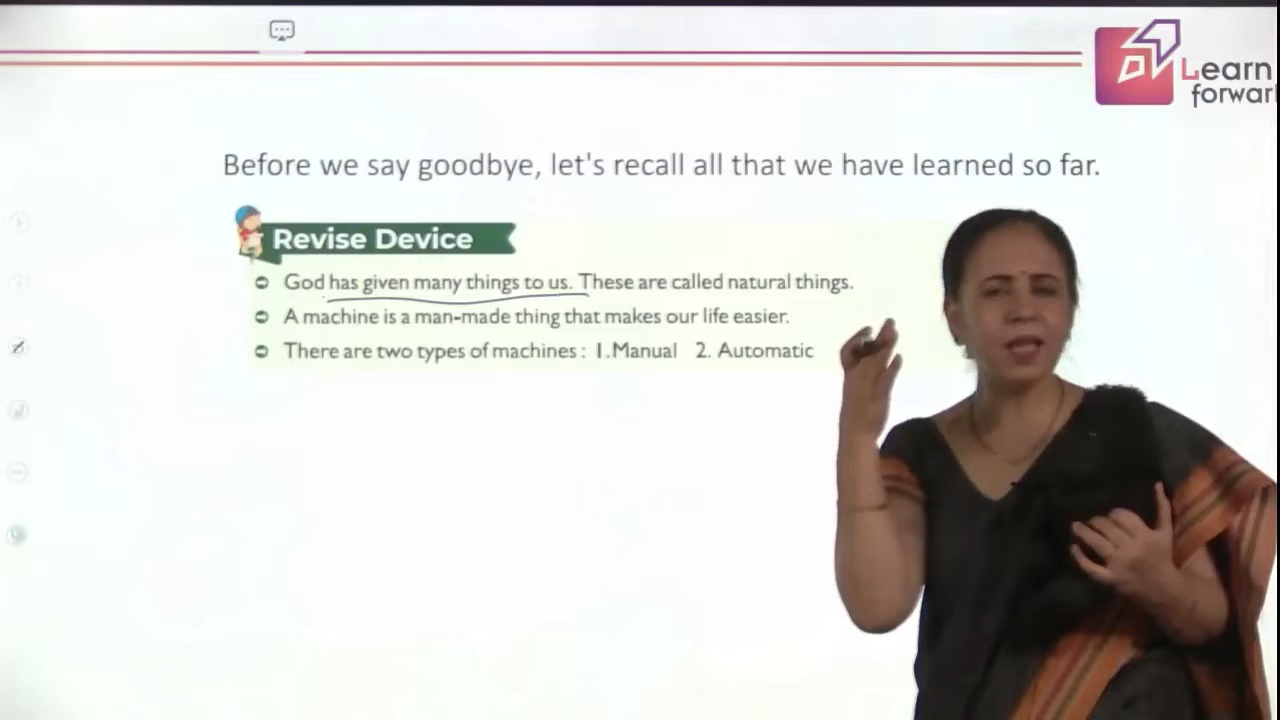 Learn
forward
Before we say goodbye, let's recall all that we have learned so far.
Revise Device
God has given many things to us. These are called natural things.
A machine is a man-made thing that makes our life easier.
There are two types of machines : 1.Manual 2. Automatic